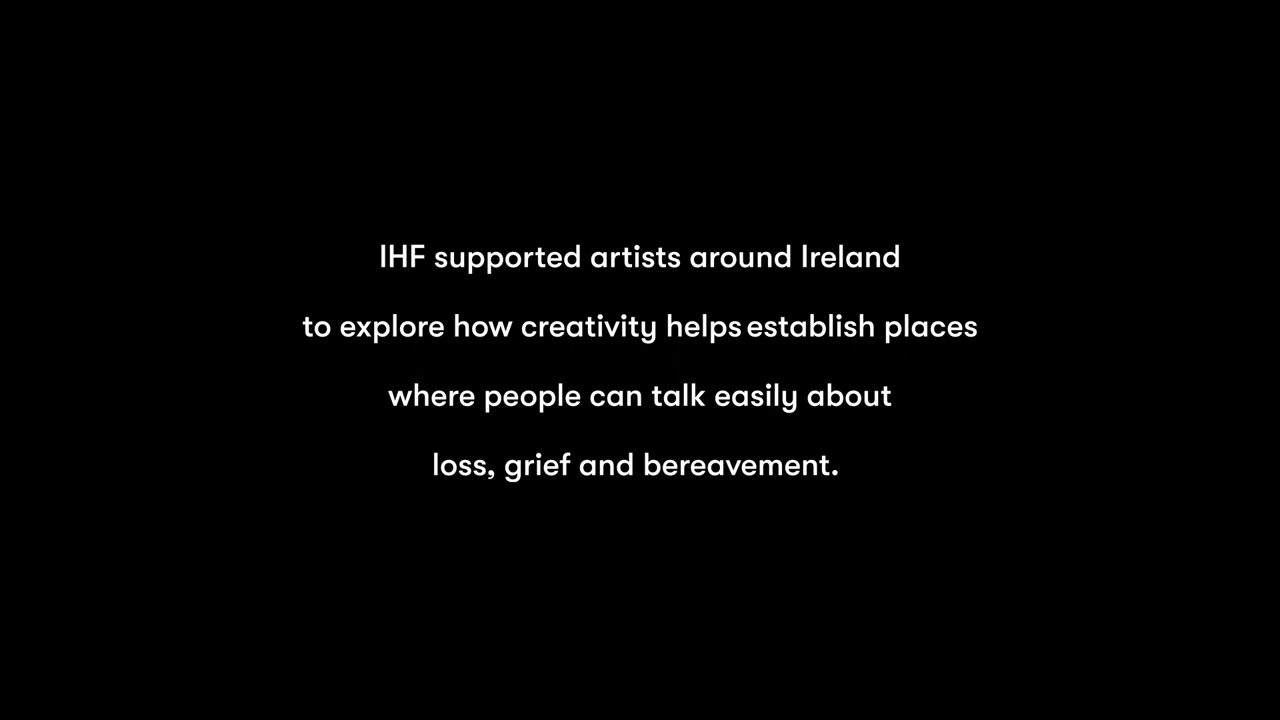 IHF supported artists around Ireland
to explore how creativity helps establish places
where people can talk easily about
loss, grief and bereavement.